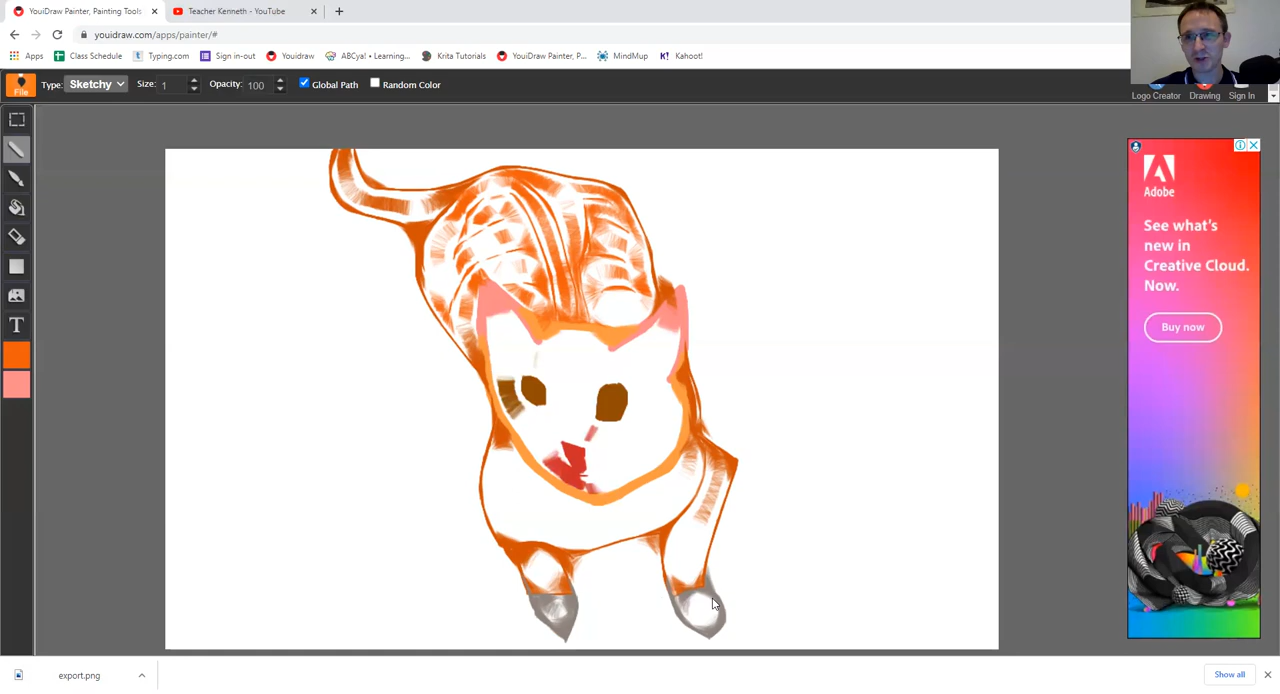 YouiDraw Painter, Painting Tools
Teacher Kenneth - YouTube
youidraw.com/apps/painter/#
Apps
Class Schedule
Typing.com
Sign in-out
Youidraw
ABCya! • Learning...
Krita Tutorials
YouiDraw Painter, P...
MindMup
Kahoot!
File
Type: Sketchy
Size: 1
Opacity: 100
Global Path
Random Color
Logo Creator
Drawing
Sign In
T
Adobe
See what's
new in
Creative Cloud.
Now.
Buy now
export.png
Show all